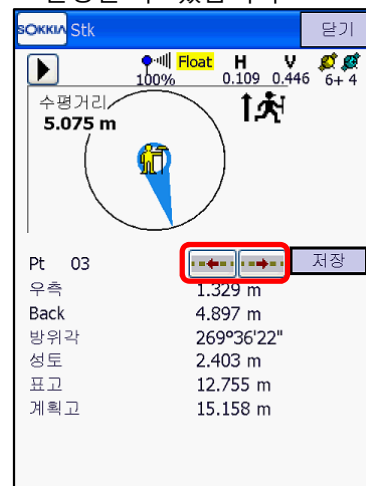 SOKKIA Stk 닫기
Float H V
100% 0.109 0.446 6+ 4
수평거리
5.075 m
Pt 03 저장
우측 1.329 m
Back 4.897 m
방위각 269º36'22"
성토 2.403 m
표고 12.755 m
계획고 15.158 m